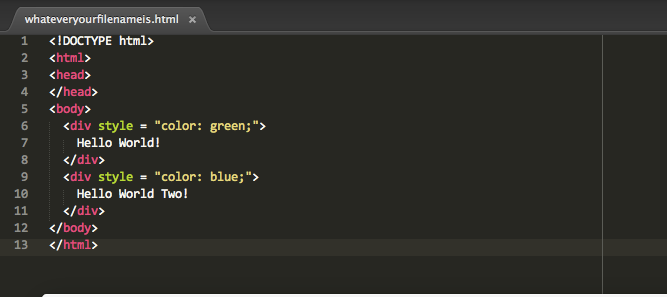 whateveryourfilenameis.html ×
1 <!DOCTYPE html>
2 <html>
3 <head>
4 </head>
5 <body>
6   <div style = "color: green;">
7     Hello World!
8   </div>
9   <div style = "color: blue;">
10     Hello World Two!
11   </div>
12 </body>
13 </html>